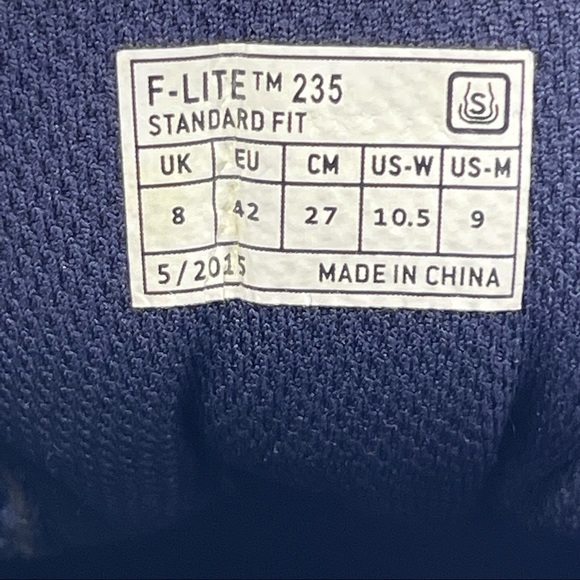 F-LITE™ 235
STANDARD FIT
S
UK EU CM US-W US-M
8 42 27 10.5 9
5/2015 MADE IN CHINA